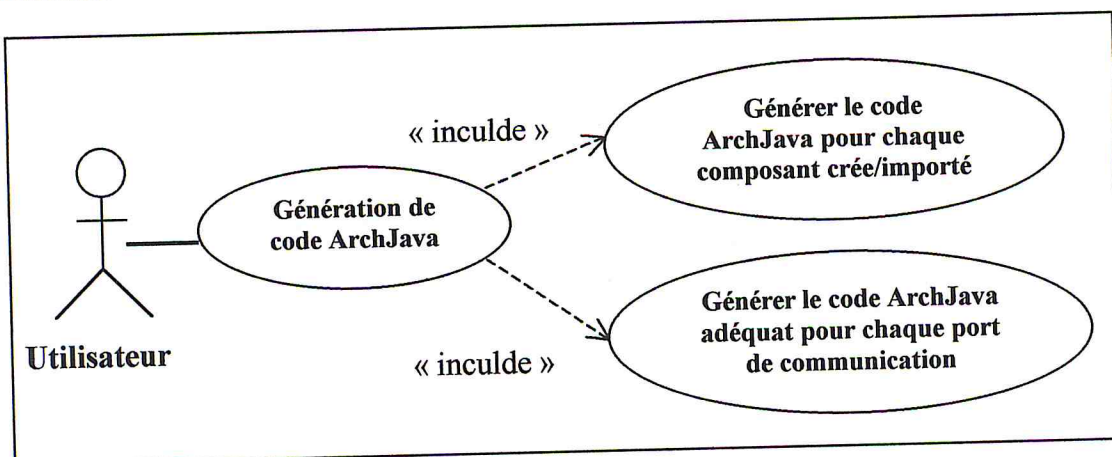 « inculde »
Générer le code
ArchJava pour chaque
composant crée/importé
Génération de
code ArchJava
Utilisateur
« inculde »
Générer le code ArchJava
adéquat pour chaque port
de communication